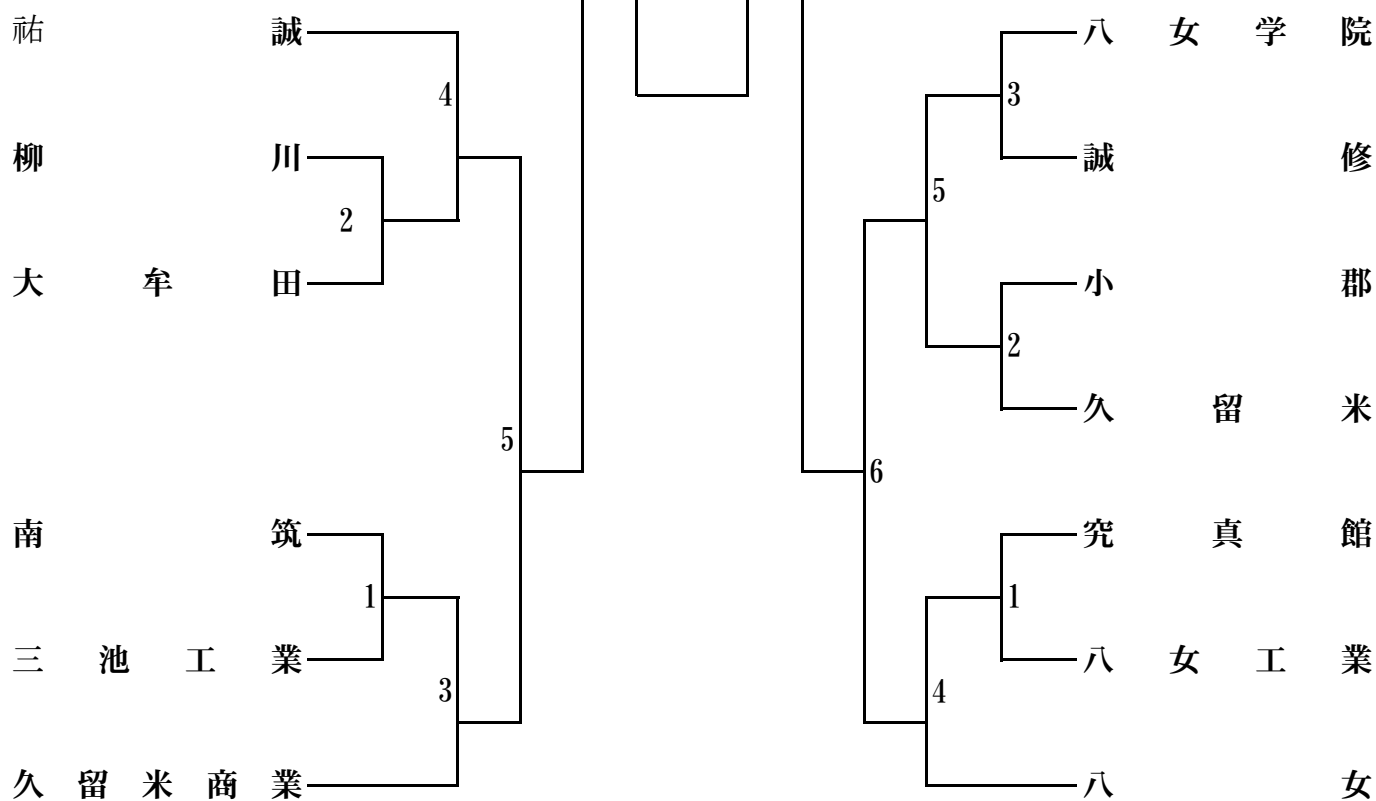 祐誠
4
柳川
2
大牟田
5
南筑
1
三池工業
3
久留米商業
八女学院
3
誠修
5
小郡
2
久留米
6
究真館
1
八女工業
4
八女